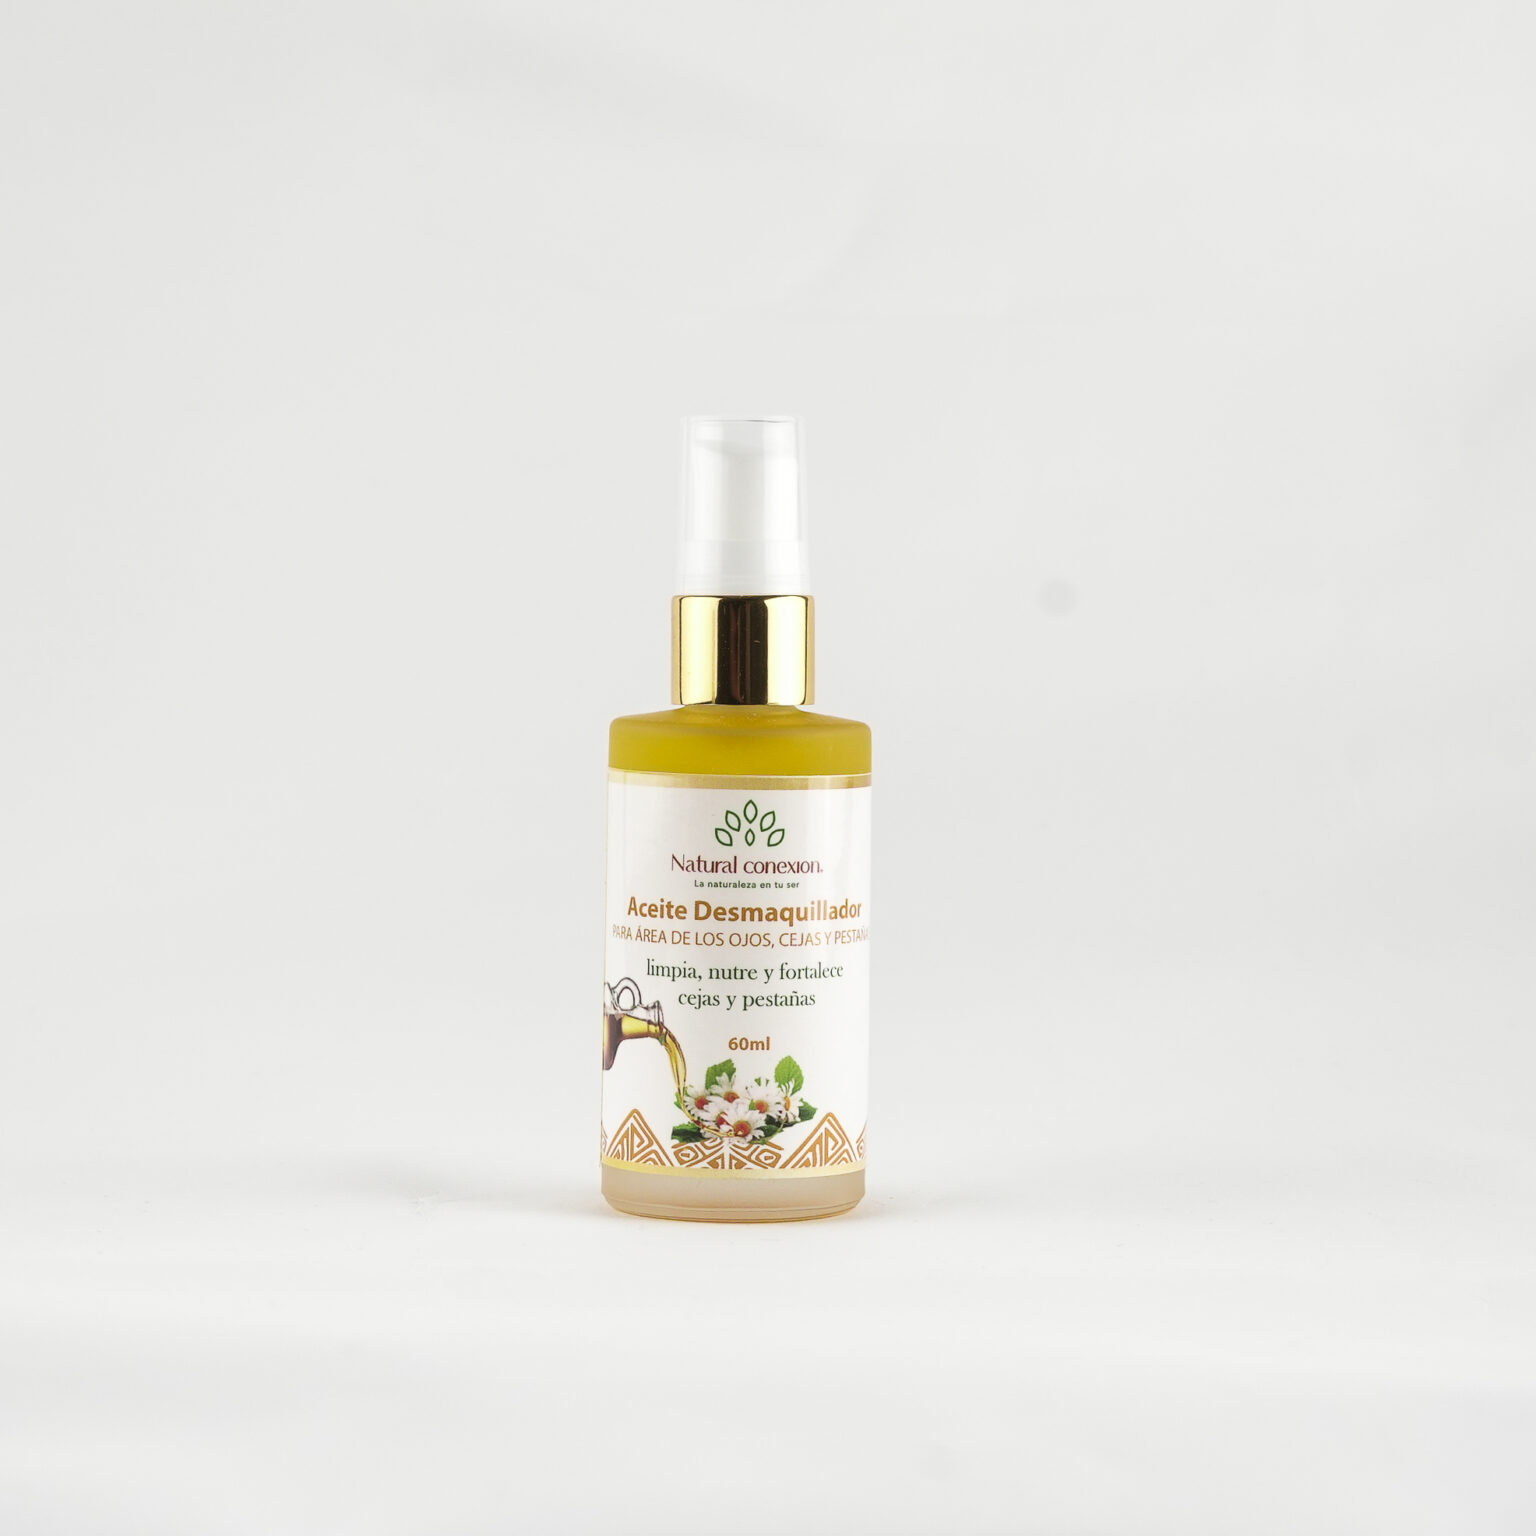 Natural conexion®
La naturaleza en tu ser
Aceite Desmaquillador
PARA ÁREA DE LOS OJOS, CEJAS Y PESTAÑAS
limpia, nutre y fortalece
cejas y pestañas
60ml